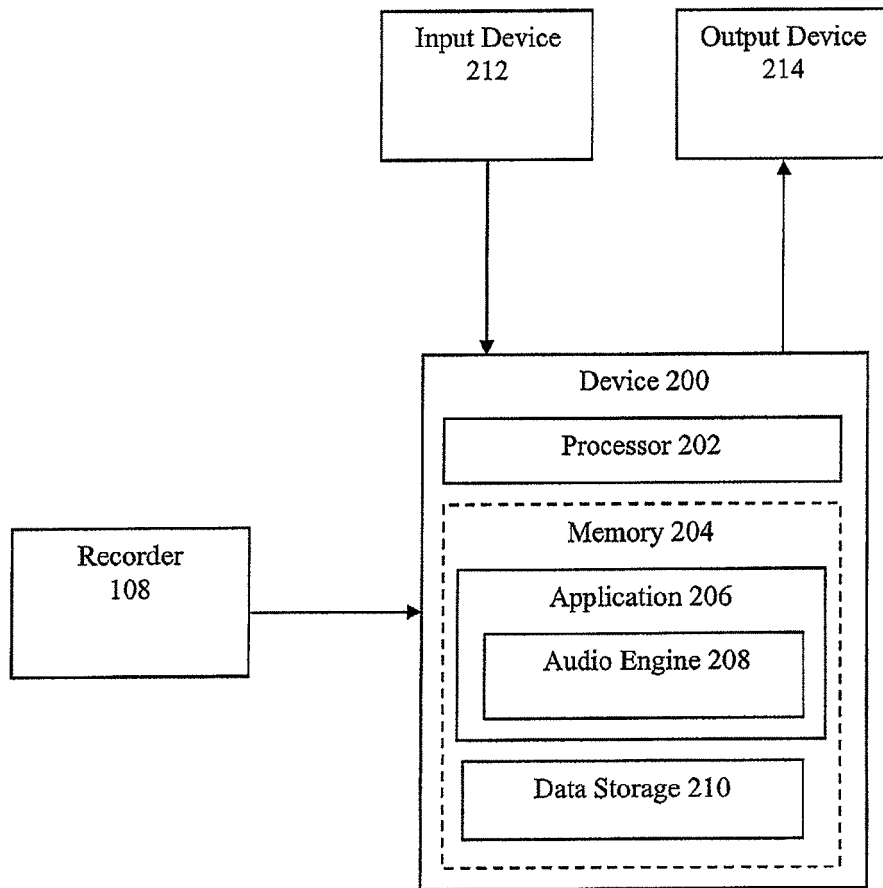 Input Device
212
Output Device
214
Device 200
Processor 202
Memory 204
Recorder
108
Application 206
Audio Engine 208
Data Storage 210